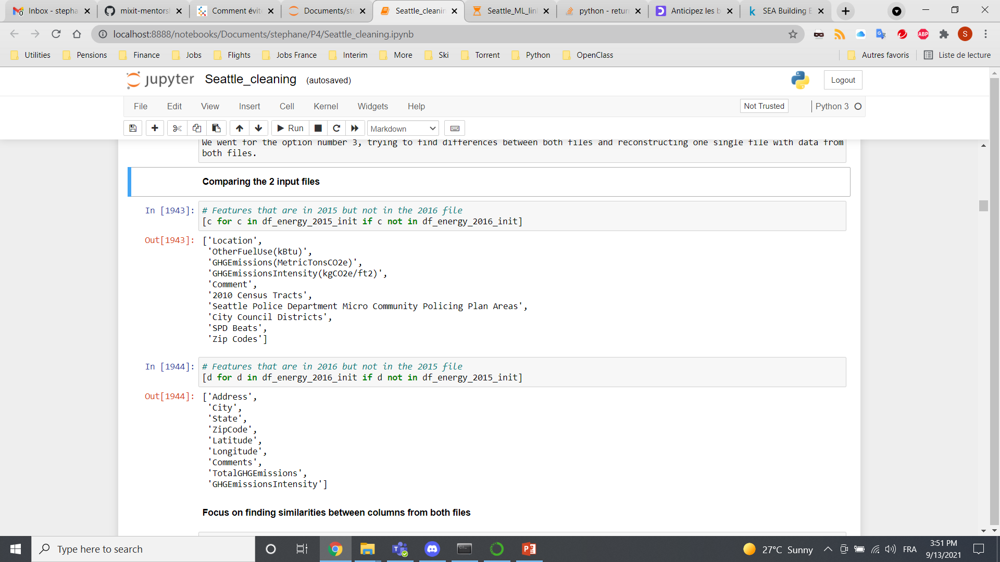 Inbox - stepha
mixit-mentors
Comment évit
Documents/ste
Seattle_cleanin
Seattle_ML_lin
python - retur
Anticipez les b
SEA Building E
localhost:8888/notebooks/Documents/stephane/P4/Seattle_cleaning.ipynb
ABP
S
Utilities
Pensions
Finance
Jobs
Flights
Jobs France
Interim
More
Ski
Torrent
Python
OpenClass
Autres favoris
Liste de lecture
jupyter Seattle_cleaning (autosaved)
Logout
File Edit View Insert Cell Kernel Widgets Help
Not Trusted
Python 3
Run
Markdown
We went for the option number 3, trying to find differences between both files and reconstructing one single file with data from
both files.
Comparing the 2 input files
In [1943]: # Features that are in 2015 but not in the 2016 file
[c for c in df_energy_2015_init if c not in df_energy_2016_init]
Out[1943]: ['Location',
'OtherFuelUse(kBtu)',
'GHGEmissions(MetricTonsCO2e)',
'GHGEmissionsIntensity(kgCO2e/ft2)',
'Comment',
'2010 Census Tracts',
'Seattle Police Department Micro Community Policing Plan Areas',
'City Council Districts',
'SPD Beats',
'Zip Codes']
In [1944]: # Features that are in 2016 but not in the 2015 file
[d for d in df_energy_2016_init if d not in df_energy_2015_init]
Out[1944]: ['Address',
'City',
'State',
'ZipCode',
'Latitude',
'Longitude',
'Comments',
'TotalGHGEmissions',
'GHGEmissionsIntensity']
Focus on finding similarities between columns from both files
Type here to search
27°C Sunny
FRA
3:51 PM
9/13/2021